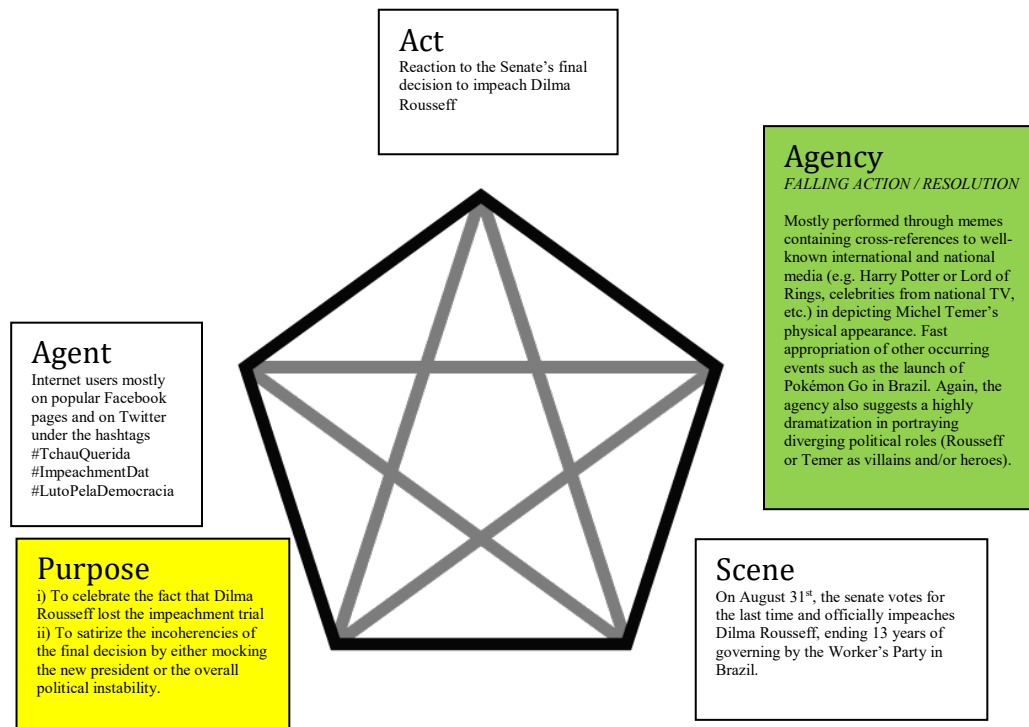 Act
Reaction to the Senate's final
decision to impeach Dilma
Rousseff
Agency
FALLING ACTION / RESOLUTION
Mostly performed through memes
containing cross-references to well-
known international and national
media (e.g. Harry Potter or Lord of
Rings, celebrities from national TV,
etc.) in depicting Michel Temer's
physical appearance. Fast
appropriation of other occurring
events such as the launch of
Pokémon Go in Brazil. Again, the
agency also suggests a highly
dramatization in portraying
diverging political roles (Rousseff
or Temer as villains and/or heroes).
Agent
Internet users mostly
on popular Facebook
pages and on Twitter
under the hashtags
#TchauQuerida
#ImpeachmentDat
#LutoPelaDemocracia
Purpose
i) To celebrate the fact that Dilma
Rousseff lost the impeachment trial
ii) To satirize the incoherencies of
the final decision by either mocking
the new president or the overall
political instability.
Scene
On August 31st, the senate votes for
the last time and officially impeaches
Dilma Rousseff, ending 13 years of
governing by the Worker's Party in
Brazil.